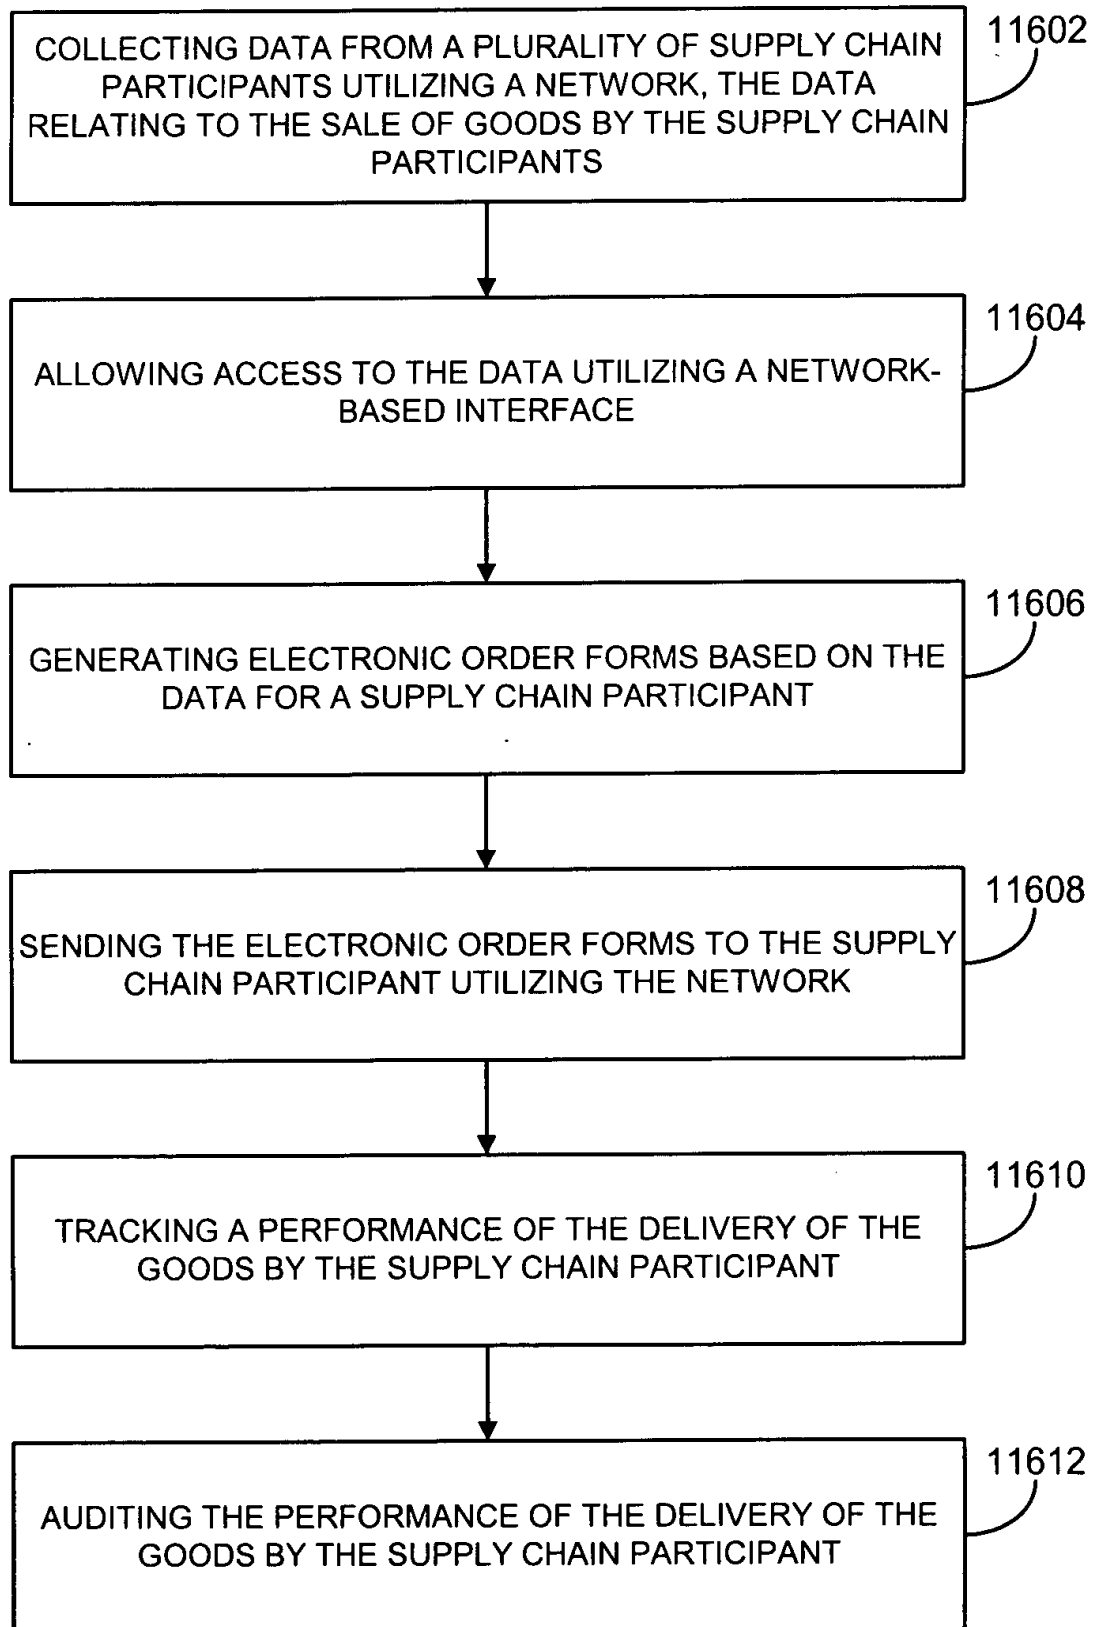 11602
COLLECTING DATA FROM A PLURALITY OF SUPPLY CHAIN
PARTICIPANTS UTILIZING A NETWORK, THE DATA
RELATING TO THE SALE OF GOODS BY THE SUPPLY CHAIN
PARTICIPANTS
11604
ALLOWING ACCESS TO THE DATA UTILIZING A NETWORK-
BASED INTERFACE
11606
GENERATING ELECTRONIC ORDER FORMS BASED ON THE
DATA FOR A SUPPLY CHAIN PARTICIPANT
11608
SENDING THE ELECTRONIC ORDER FORMS TO THE SUPPLY
CHAIN PARTICIPANT UTILIZING THE NETWORK
11610
TRACKING A PERFORMANCE OF THE DELIVERY OF THE
GOODS BY THE SUPPLY CHAIN PARTICIPANT
11612
AUDITING THE PERFORMANCE OF THE DELIVERY OF THE
GOODS BY THE SUPPLY CHAIN PARTICIPANT